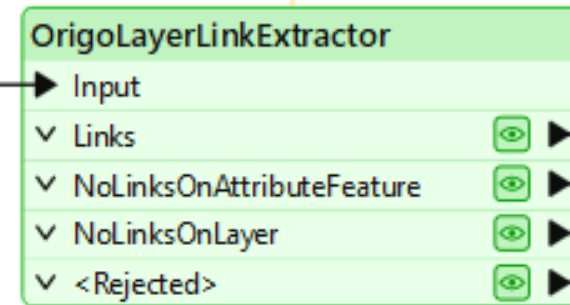 OrigoLayerLinkExtractor
Input
Links
NoLinksOnAttributeFeature
NoLinksOnLayer
<Rejected>